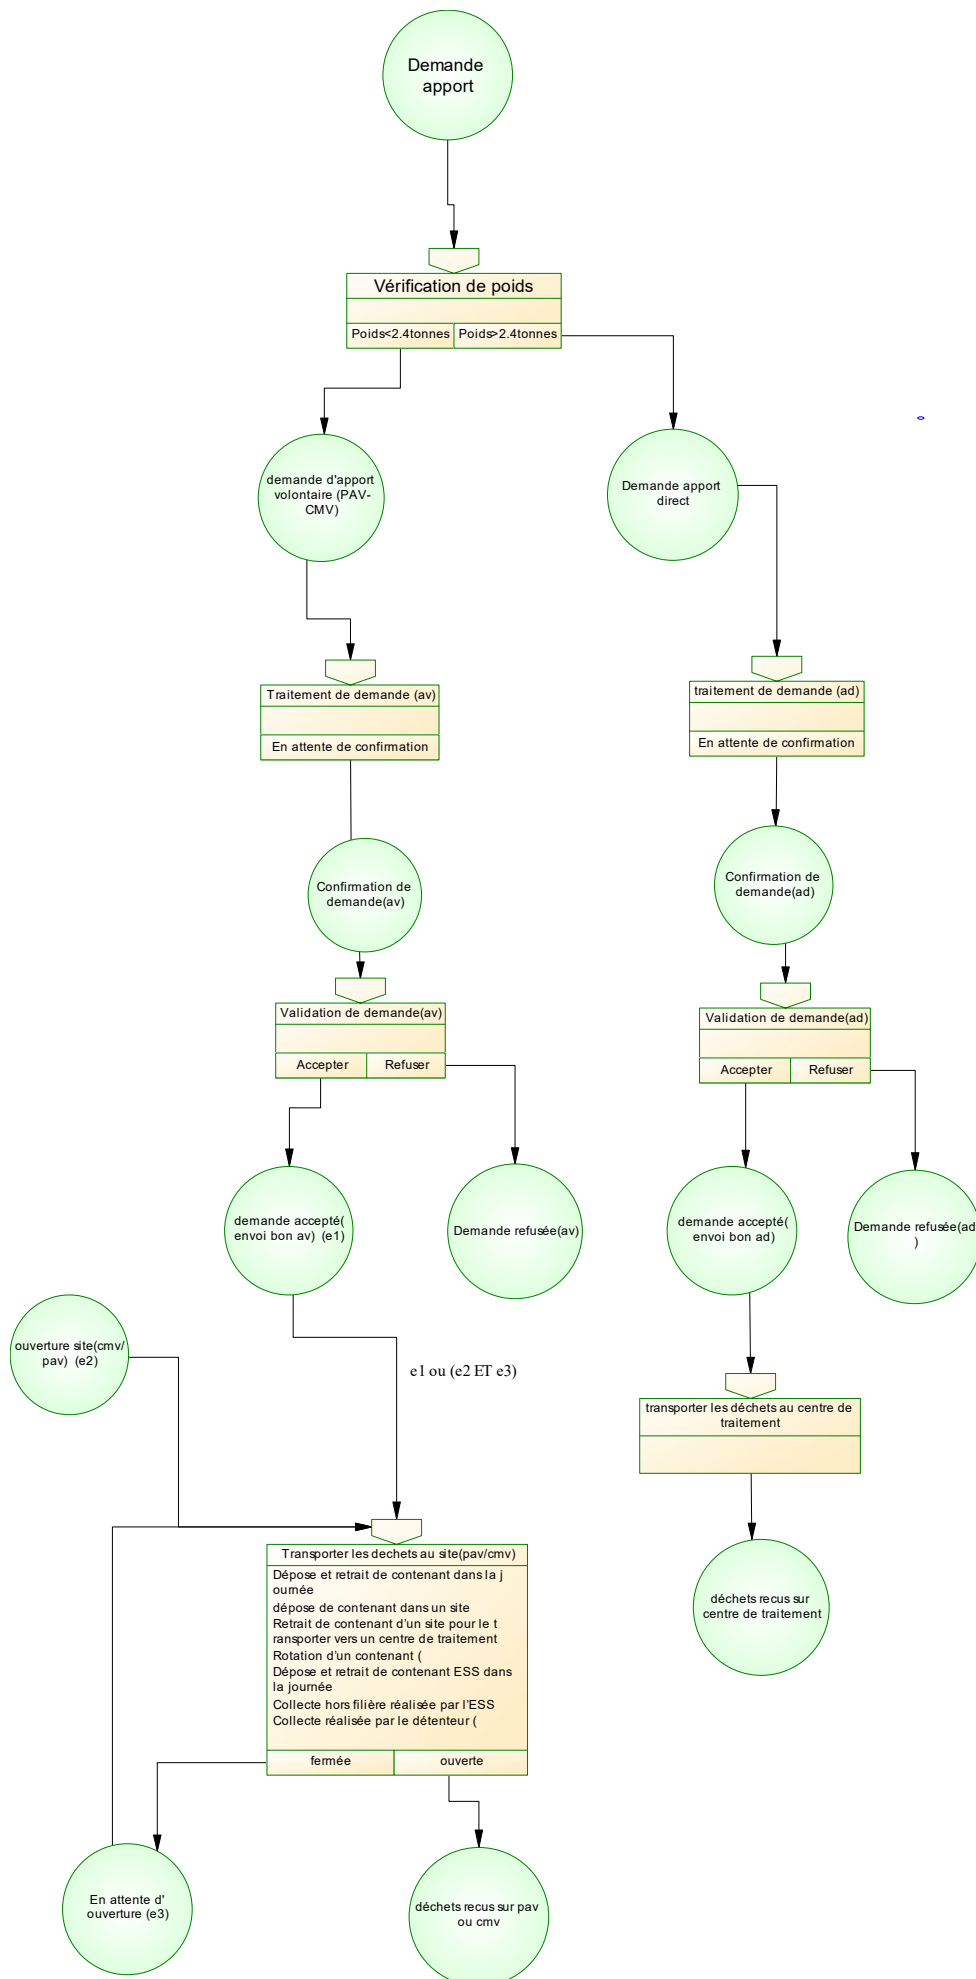 Demande
apport
Vérification de poids
Poids<2.4tonnes
Poids>2.4tonnes
demande d'apport
volontaire (PAV-
CMV)
Demande apport
direct
Traitement de demande (av)
En attente de confirmation
traitement de demande (ad)
En attente de confirmation
Confirmation de
demande(av)
Confirmation de
demande(ad)
Validation de demande(av)
Accepter
Refuser
Validation de demande(ad)
Accepter
Refuser
demande accepté(
envoi bon av) (e1)
Demande refusée(av)
demande accepté(
envoi bon ad)
Demande refusée(ad
)
ouverture site(cmv/
pav) (e2)
e1 ou (e2 ET e3)
transporter les déchets au centre de
traitement
Transporter les dechets au site(pav/cmv)
Dépose et retrait de contenant dans la j
ournée
dépose de contenant dans un site
Retrait de contenant d'un site pour le t
ransporter vers un centre de traitement
Rotation d'un contenant (
Dépose et retrait de contenant ESS dans
la journée
Collecte hors filière réalisée par l'ESS
Collecte réalisée par le détenteur (
fermée
ouverte
déchets recus sur
centre de traitement
En attente d'
ouverture (e3)
déchets recus sur pav
ou cmv